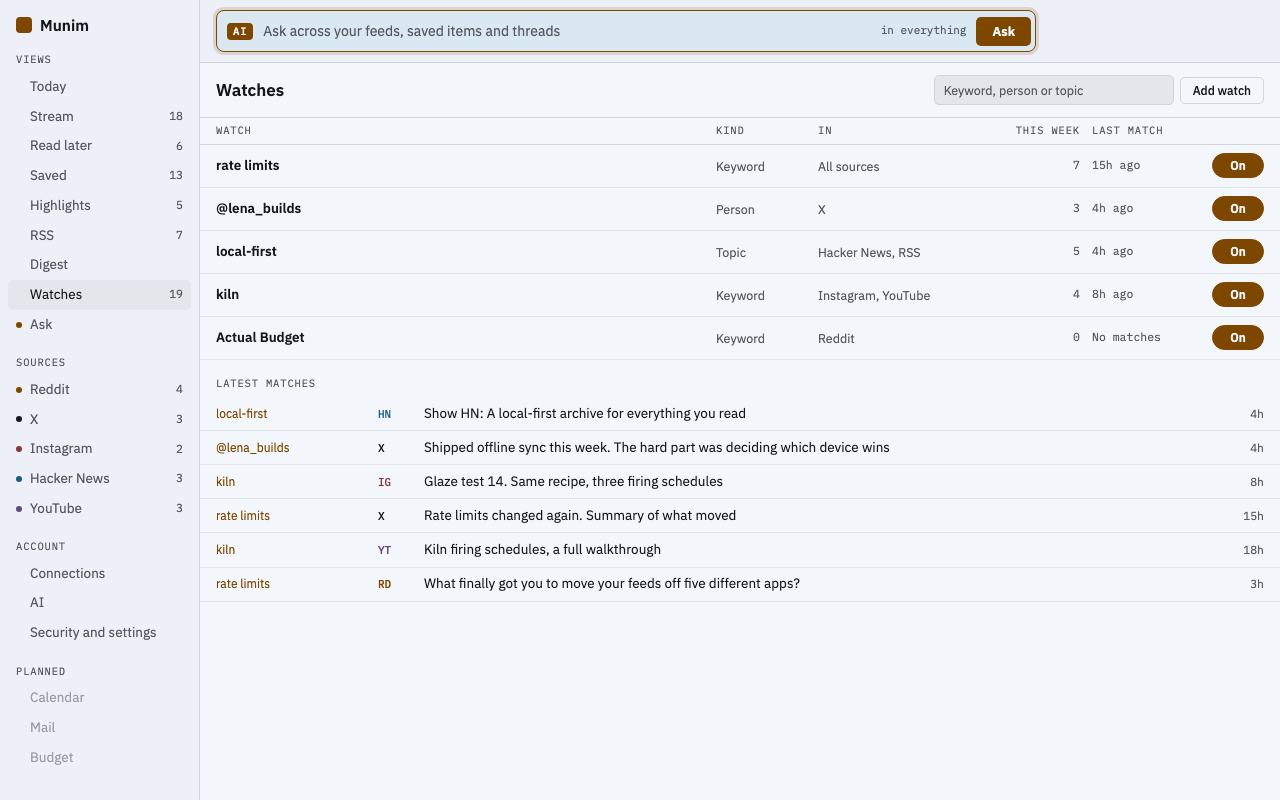 Munim
VIEWS
Today
Stream 18
Read later 6
Saved 13
Highlights 5
RSS 7
Digest
Watches 19
Ask
SOURCES
Reddit 4
X 3
Instagram 2
Hacker News 3
YouTube 3
ACCOUNT
Connections
AI
Security and settings
PLANNED
Calendar
Mail
Budget
AI Ask across your feeds, saved items and threads in everything Ask
Watches Keyword, person or topic Add watch
WATCH KIND IN THIS WEEK LAST MATCH
rate limits Keyword All sources 7 15h ago On
@lena_builds Person X 3 4h ago On
local-first Topic Hacker News, RSS 5 4h ago On
kiln Keyword Instagram, YouTube 4 8h ago On
Actual Budget Keyword Reddit 0 No matches On
LATEST MATCHES
local-first HN Show HN: A local-first archive for everything you read 4h
@lena_builds X Shipped offline sync this week. The hard part was deciding which device wins 4h
kiln IG Glaze test 14. Same recipe, three firing schedules 8h
rate limits X Rate limits changed again. Summary of what moved 15h
kiln YT Kiln firing schedules, a full walkthrough 18h
rate limits RD What finally got you to move your feeds off five different apps? 3h